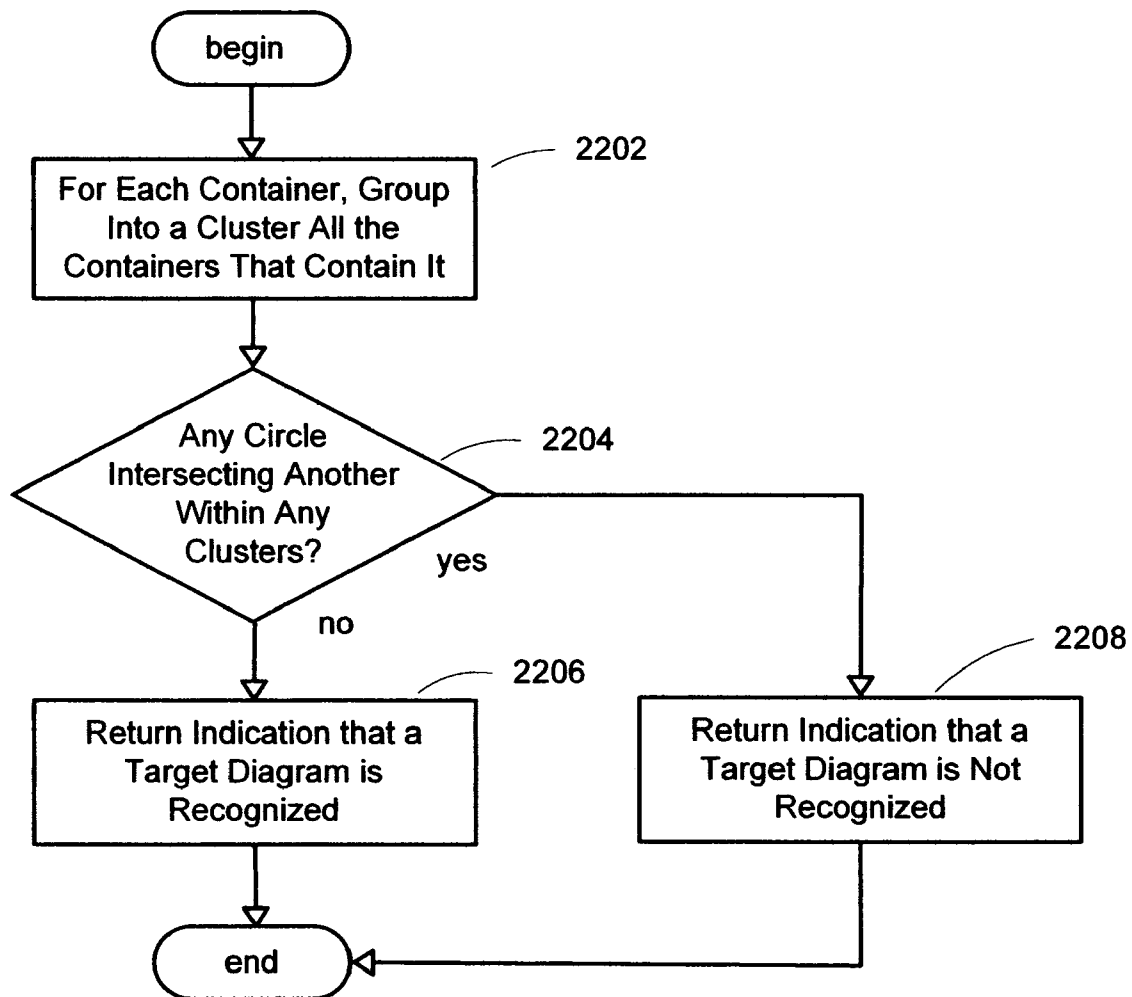 begin
2202
For Each Container, Group
Into a Cluster All the
Containers That Contain It
2204
Any Circle
Intersecting Another
Within Any
Clusters?
yes
no
2206
2208
Return Indication that a
Target Diagram is
Recognized
Return Indication that a
Target Diagram is Not
Recognized
end